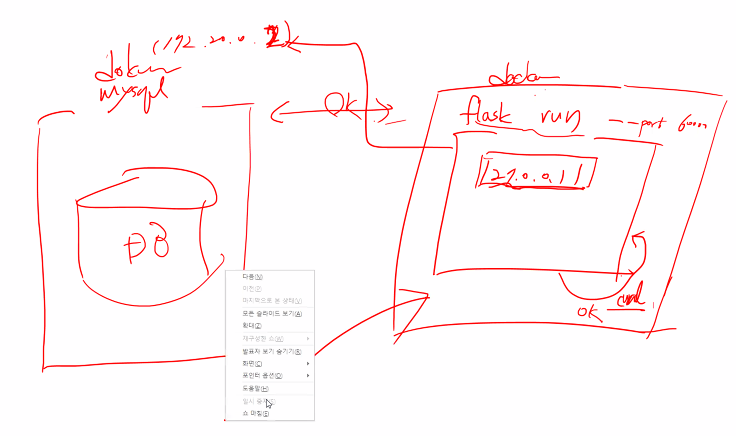 (192.20.0.2)
docker
mysql
OK
DB
docker
flask run --port 6000
127.0.0.1
OK curl
다음(N)
이전(P)
마지막으로 본 상태(V)
모든 슬라이드 보기(A)
확대(Z)
재구성한 쇼(W)
발표자 보기 숨기기(R)
화면(C)
포인터 옵션(O)
도움말(H)
일시 중지(S)
쇼 마침(E)